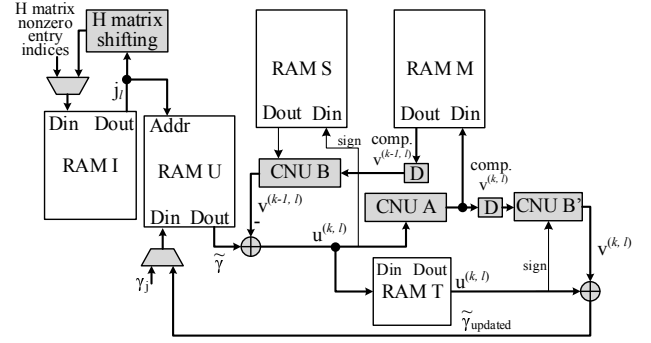 H matrix
nonzero
entry
indices
H matrix
shifting
j_l
Din Dout
RAM I
Addr
RAM U
Din Dout
γ_j
RAM S
Dout Din
sign
RAM M
Dout Din
comp.
v^(k-1, l)
D
CNU B
v^(k-1, l)
-
γ̃
u^(k, l)
CNU A
comp.
v^(k, l)
D
CNU B'
v^(k, l)
sign
Din Dout
RAM T
u^(k, l)
γ̃_updated